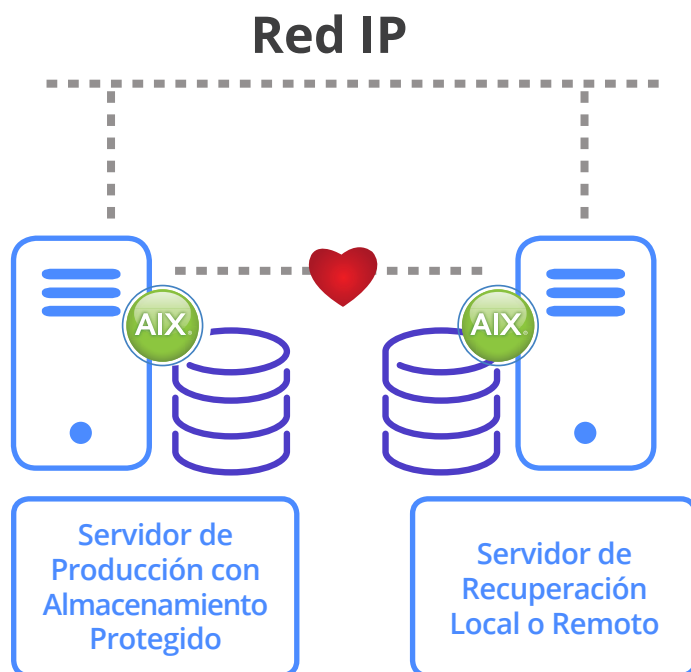 Red IP
AIX
AIX
Servidor de
Producción con
Almacenamiento
Protegido
Servidor de
Recuperación
Local o Remoto